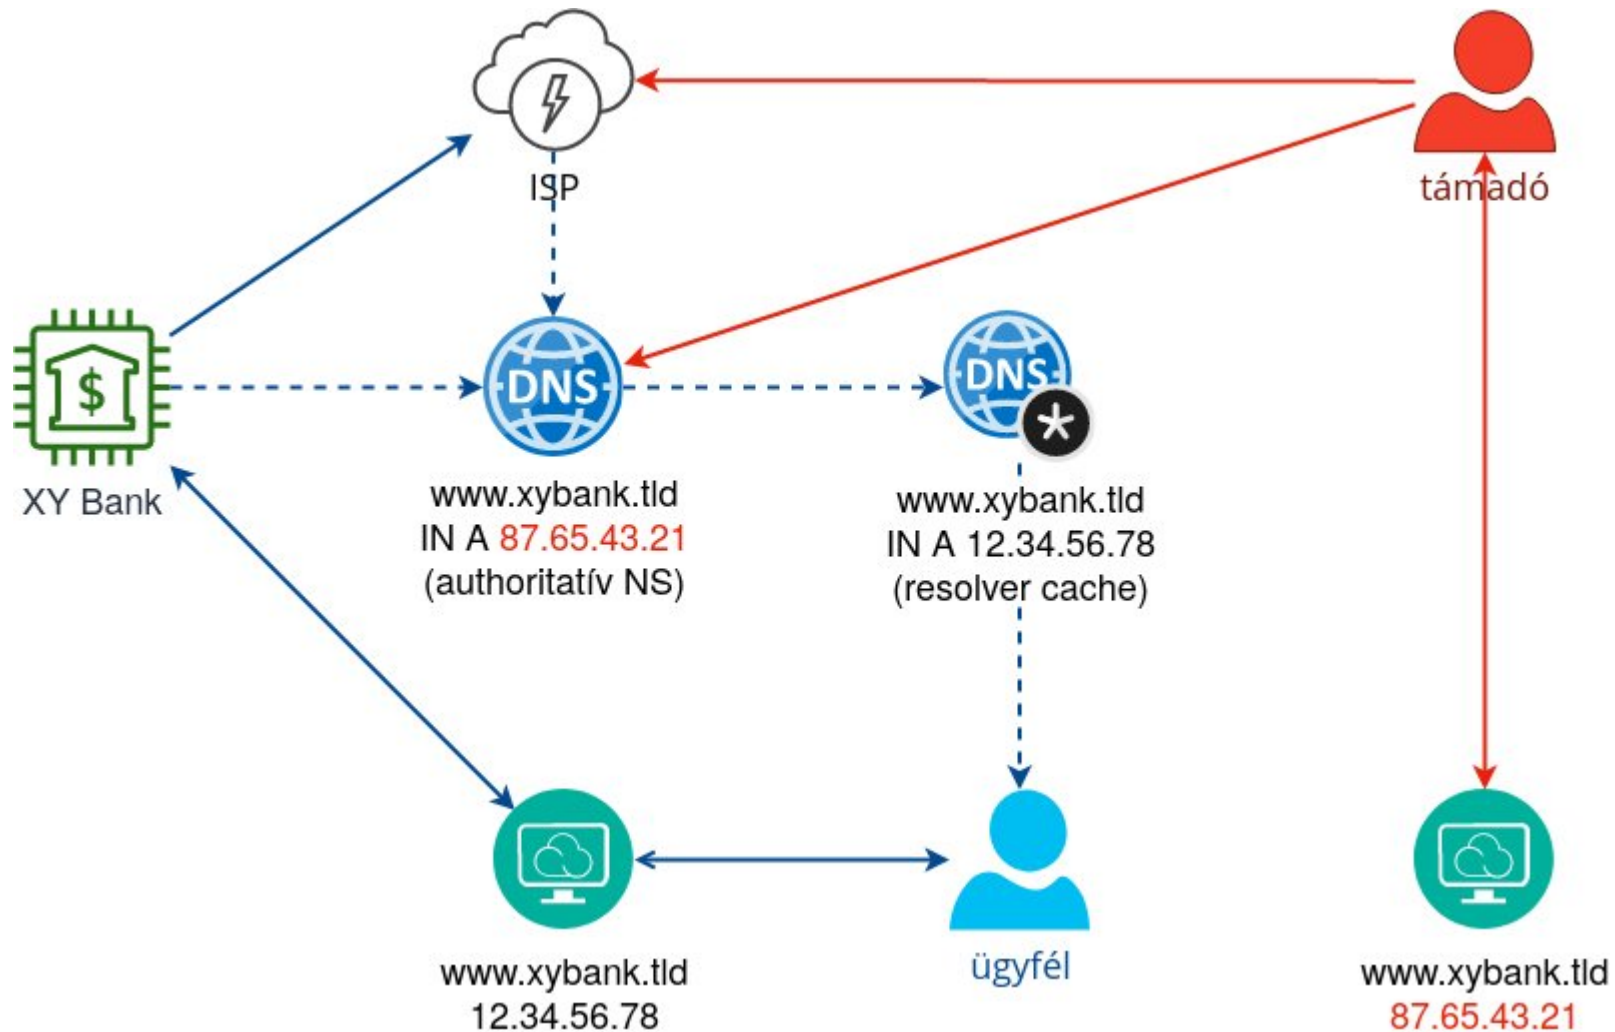 ISP
támadó
DNS
DNS
*
$
XY Bank
www.xybank.tld
IN A 87.65.43.21
(authoritatív NS)
www.xybank.tld
IN A 12.34.56.78
(resolver cache)
ügyfél
www.xybank.tld
12.34.56.78
www.xybank.tld
87.65.43.21